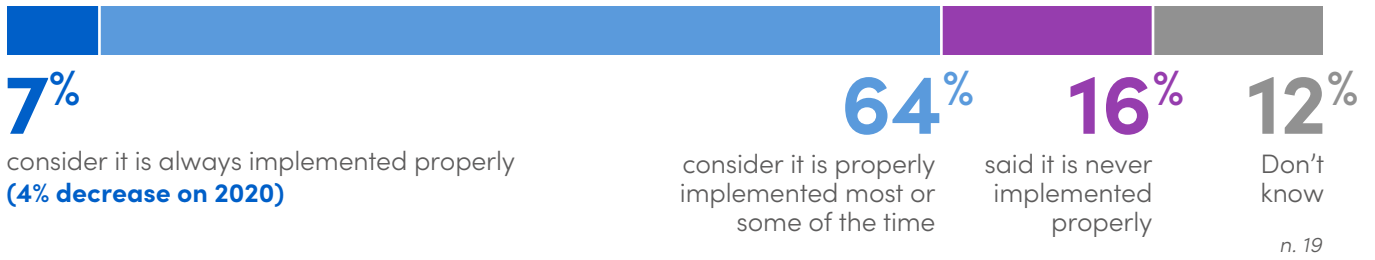 7%
consider it is always implemented properly
(4% decrease on 2020)
64%
consider it is properly
implemented most or
some of the time
16%
said it is never
implemented
properly
12%
Don’t
know
n. 19